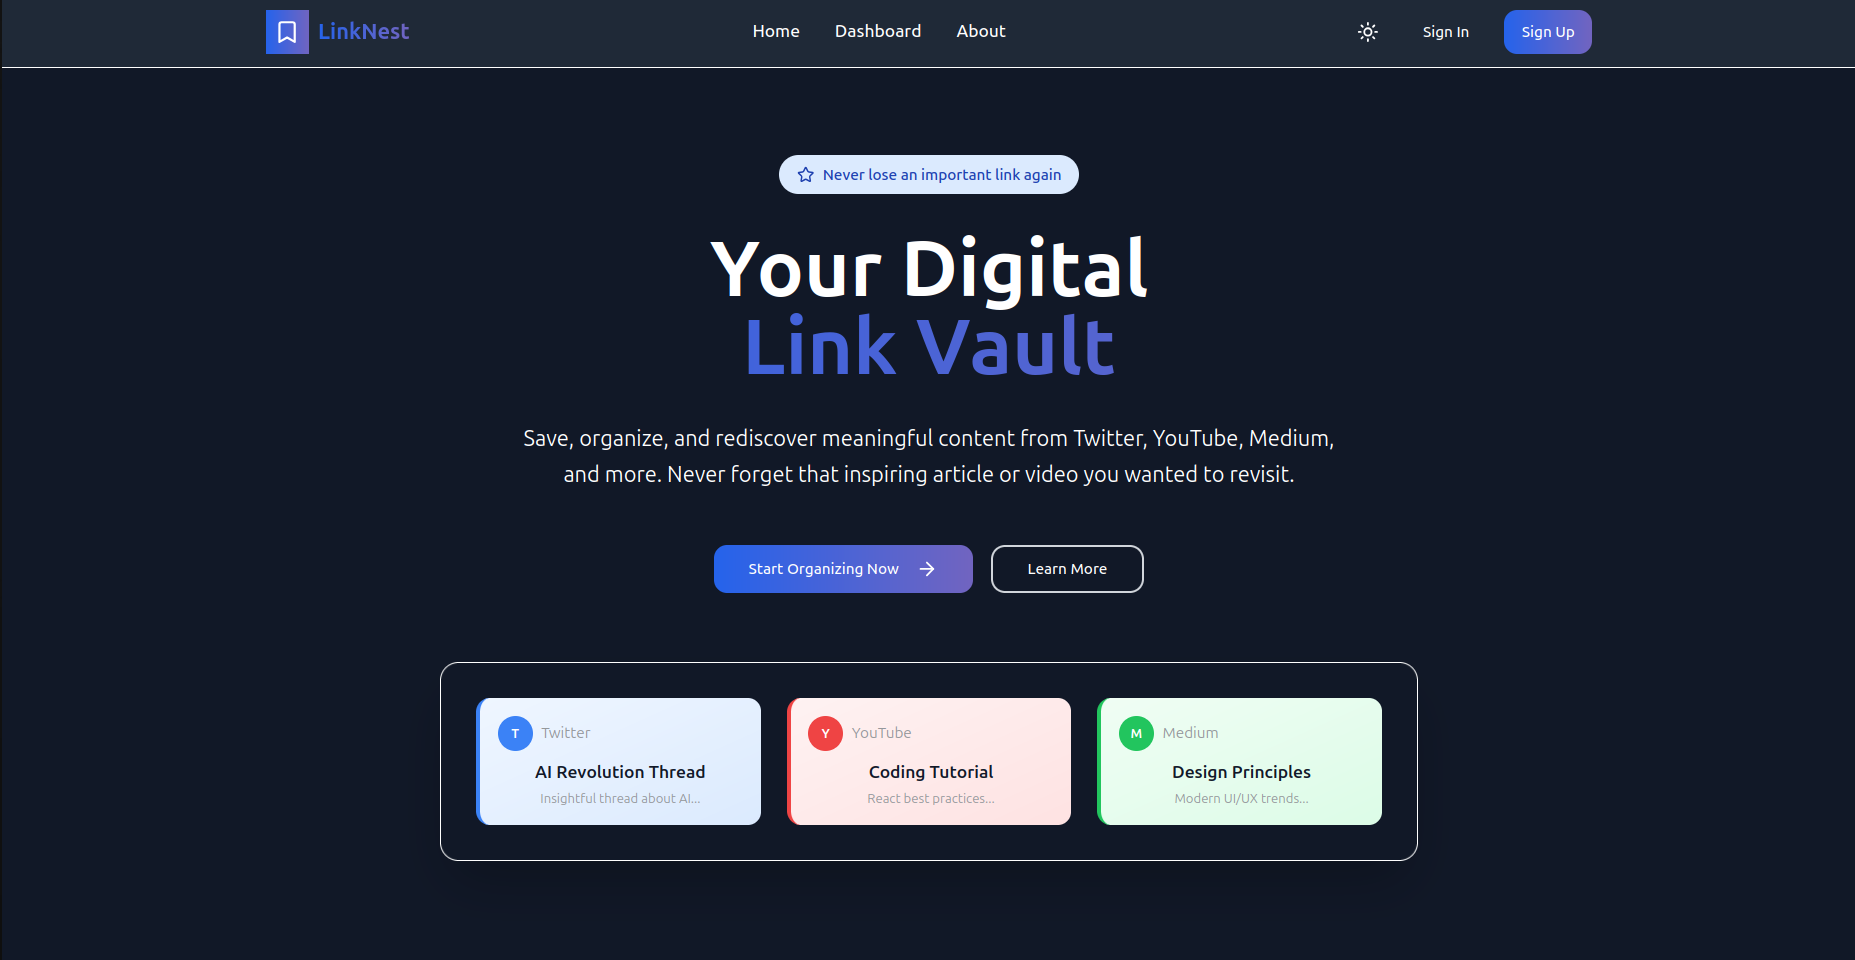 LinkNest
Home
Dashboard
About
Sign In
Sign Up
Never lose an important link again
Your Digital
Link Vault
Save, organize, and rediscover meaningful content from Twitter, YouTube, Medium,
and more. Never forget that inspiring article or video you wanted to revisit.
Start Organizing Now
Learn More
T Twitter
AI Revolution Thread
Insightful thread about AI...
Y YouTube
Coding Tutorial
React best practices...
M Medium
Design Principles
Modern UI/UX trends...